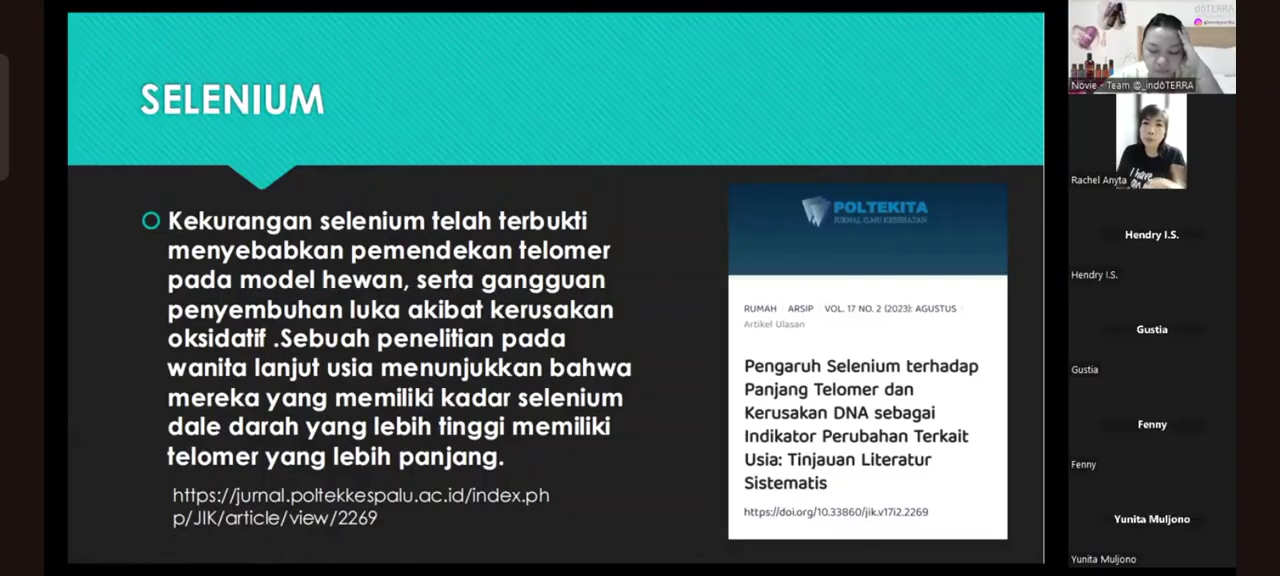 SELENIUM
Kekurangan selenium telah terbukti
menyebabkan pemendekan telomer
pada model hewan, serta gangguan
penyembuhan luka akibat kerusakan
oksidatif .Sebuah penelitian pada
wanita lanjut usia menunjukkan bahwa
mereka yang memiliki kadar selenium
dale darah yang lebih tinggi memiliki
telomer yang lebih panjang.
https://jurnal.poltekkespalu.ac.id/index.ph
p/JIK/article/view/2269
POLTEKITA
JURNAL ILMU KESEHATAN
RUMAH ARSIP VOL. 17 NO. 2 (2023): AGUSTUS
Artikel Ulasan
Pengaruh Selenium terhadap
Panjang Telomer dan
Kerusakan DNA sebagai
Indikator Perubahan Terkait
Usia: Tinjauan Literatur
Sistematis
https://doi.org/10.33860/jik.v17i2.2269
dōTERRA
Novie - Team @_indōTERRA
I have
Rachel Anyta
Hendry I.S.
Hendry I.S.
Gustia
Gustia
Fenny
Fenny
Yunita Muljono
Yunita Muljono